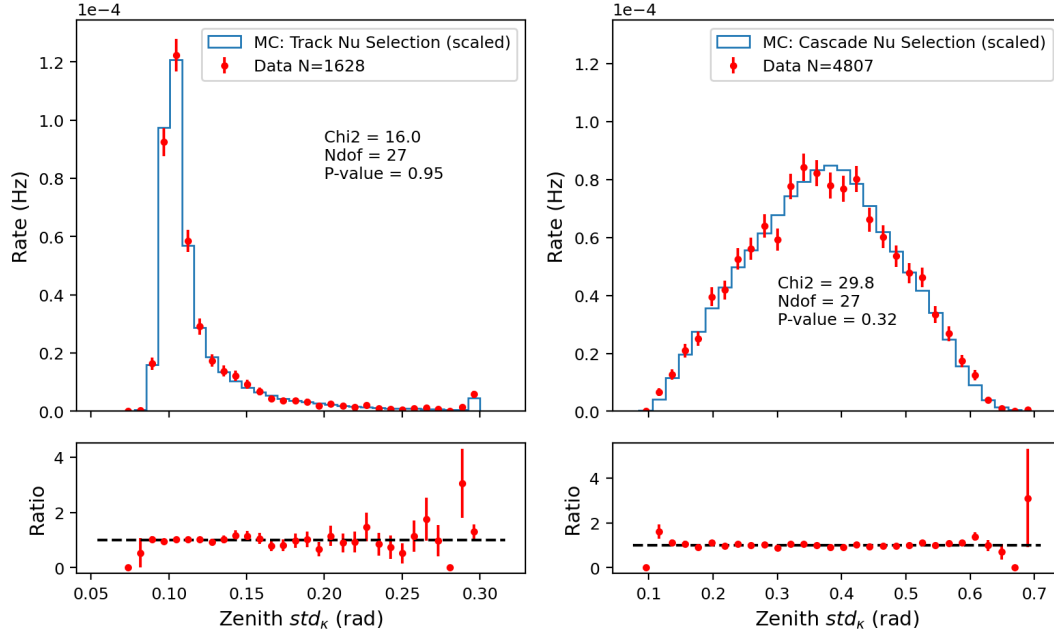 1e−4
MC: Track Nu Selection (scaled)
Data N=1628
Chi2 = 16.0
Ndof = 27
P-value = 0.95
Rate (Hz)
1.2
1.0
0.8
0.6
0.4
0.2
0.0
Ratio
4
2
0
0.05 0.10 0.15 0.20 0.25 0.30
Zenith stdκ (rad)
1e−4
MC: Cascade Nu Selection (scaled)
Data N=4807
Chi2 = 29.8
Ndof = 27
P-value = 0.32
Rate (Hz)
1.2
1.0
0.8
0.6
0.4
0.2
0.0
Ratio
4
2
0
0.1 0.2 0.3 0.4 0.5 0.6 0.7
Zenith stdκ (rad)